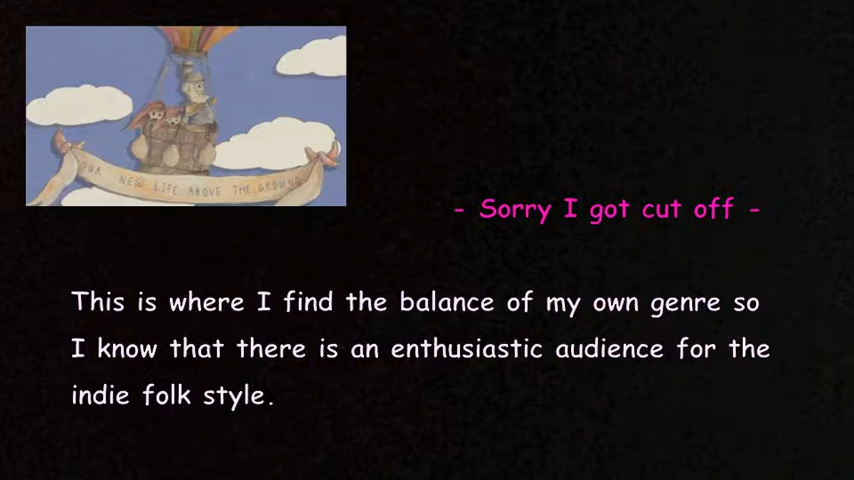 OUR NEW LIFE ABOVE THE GROUND
- Sorry I got cut off -
This is where I find the balance of my own genre so
I know that there is an enthusiastic audience for the
indie folk style.